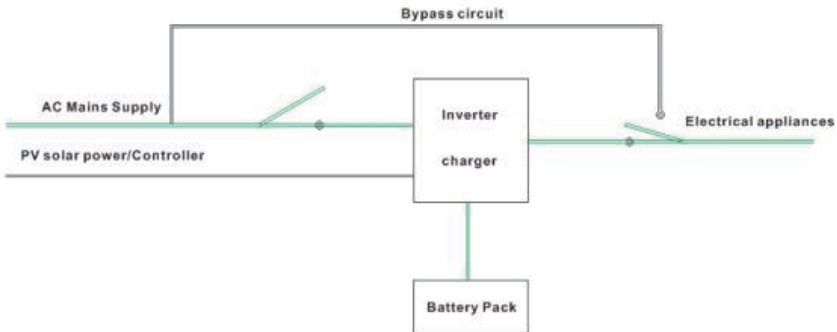 Bypass circuit
AC Mains Supply
Inverter
charger
Electrical appliances
PV solar power/Controller
Battery Pack